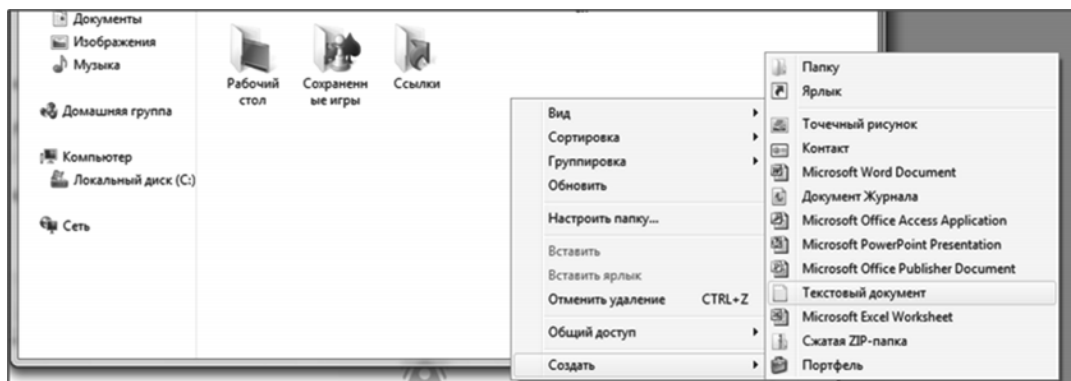 Документы
Изображения
Музыка
Домашняя группа
Компьютер
Локальный диск (C:)
Сеть
Рабочий
стол
Сохраненн
ые игры
Ссылки
Вид
Сортировка
Группировка
Обновить
Настроить папку...
Вставить
Вставить ярлык
Отменить удаление CTRL+Z
Общий доступ
Создать
Папку
Ярлык
Точечный рисунок
Контакт
Microsoft Word Document
Документ Журнала
Microsoft Office Access Application
Microsoft PowerPoint Presentation
Microsoft Office Publisher Document
Текстовый документ
Microsoft Excel Worksheet
Сжатая ZIP-папка
Портфель